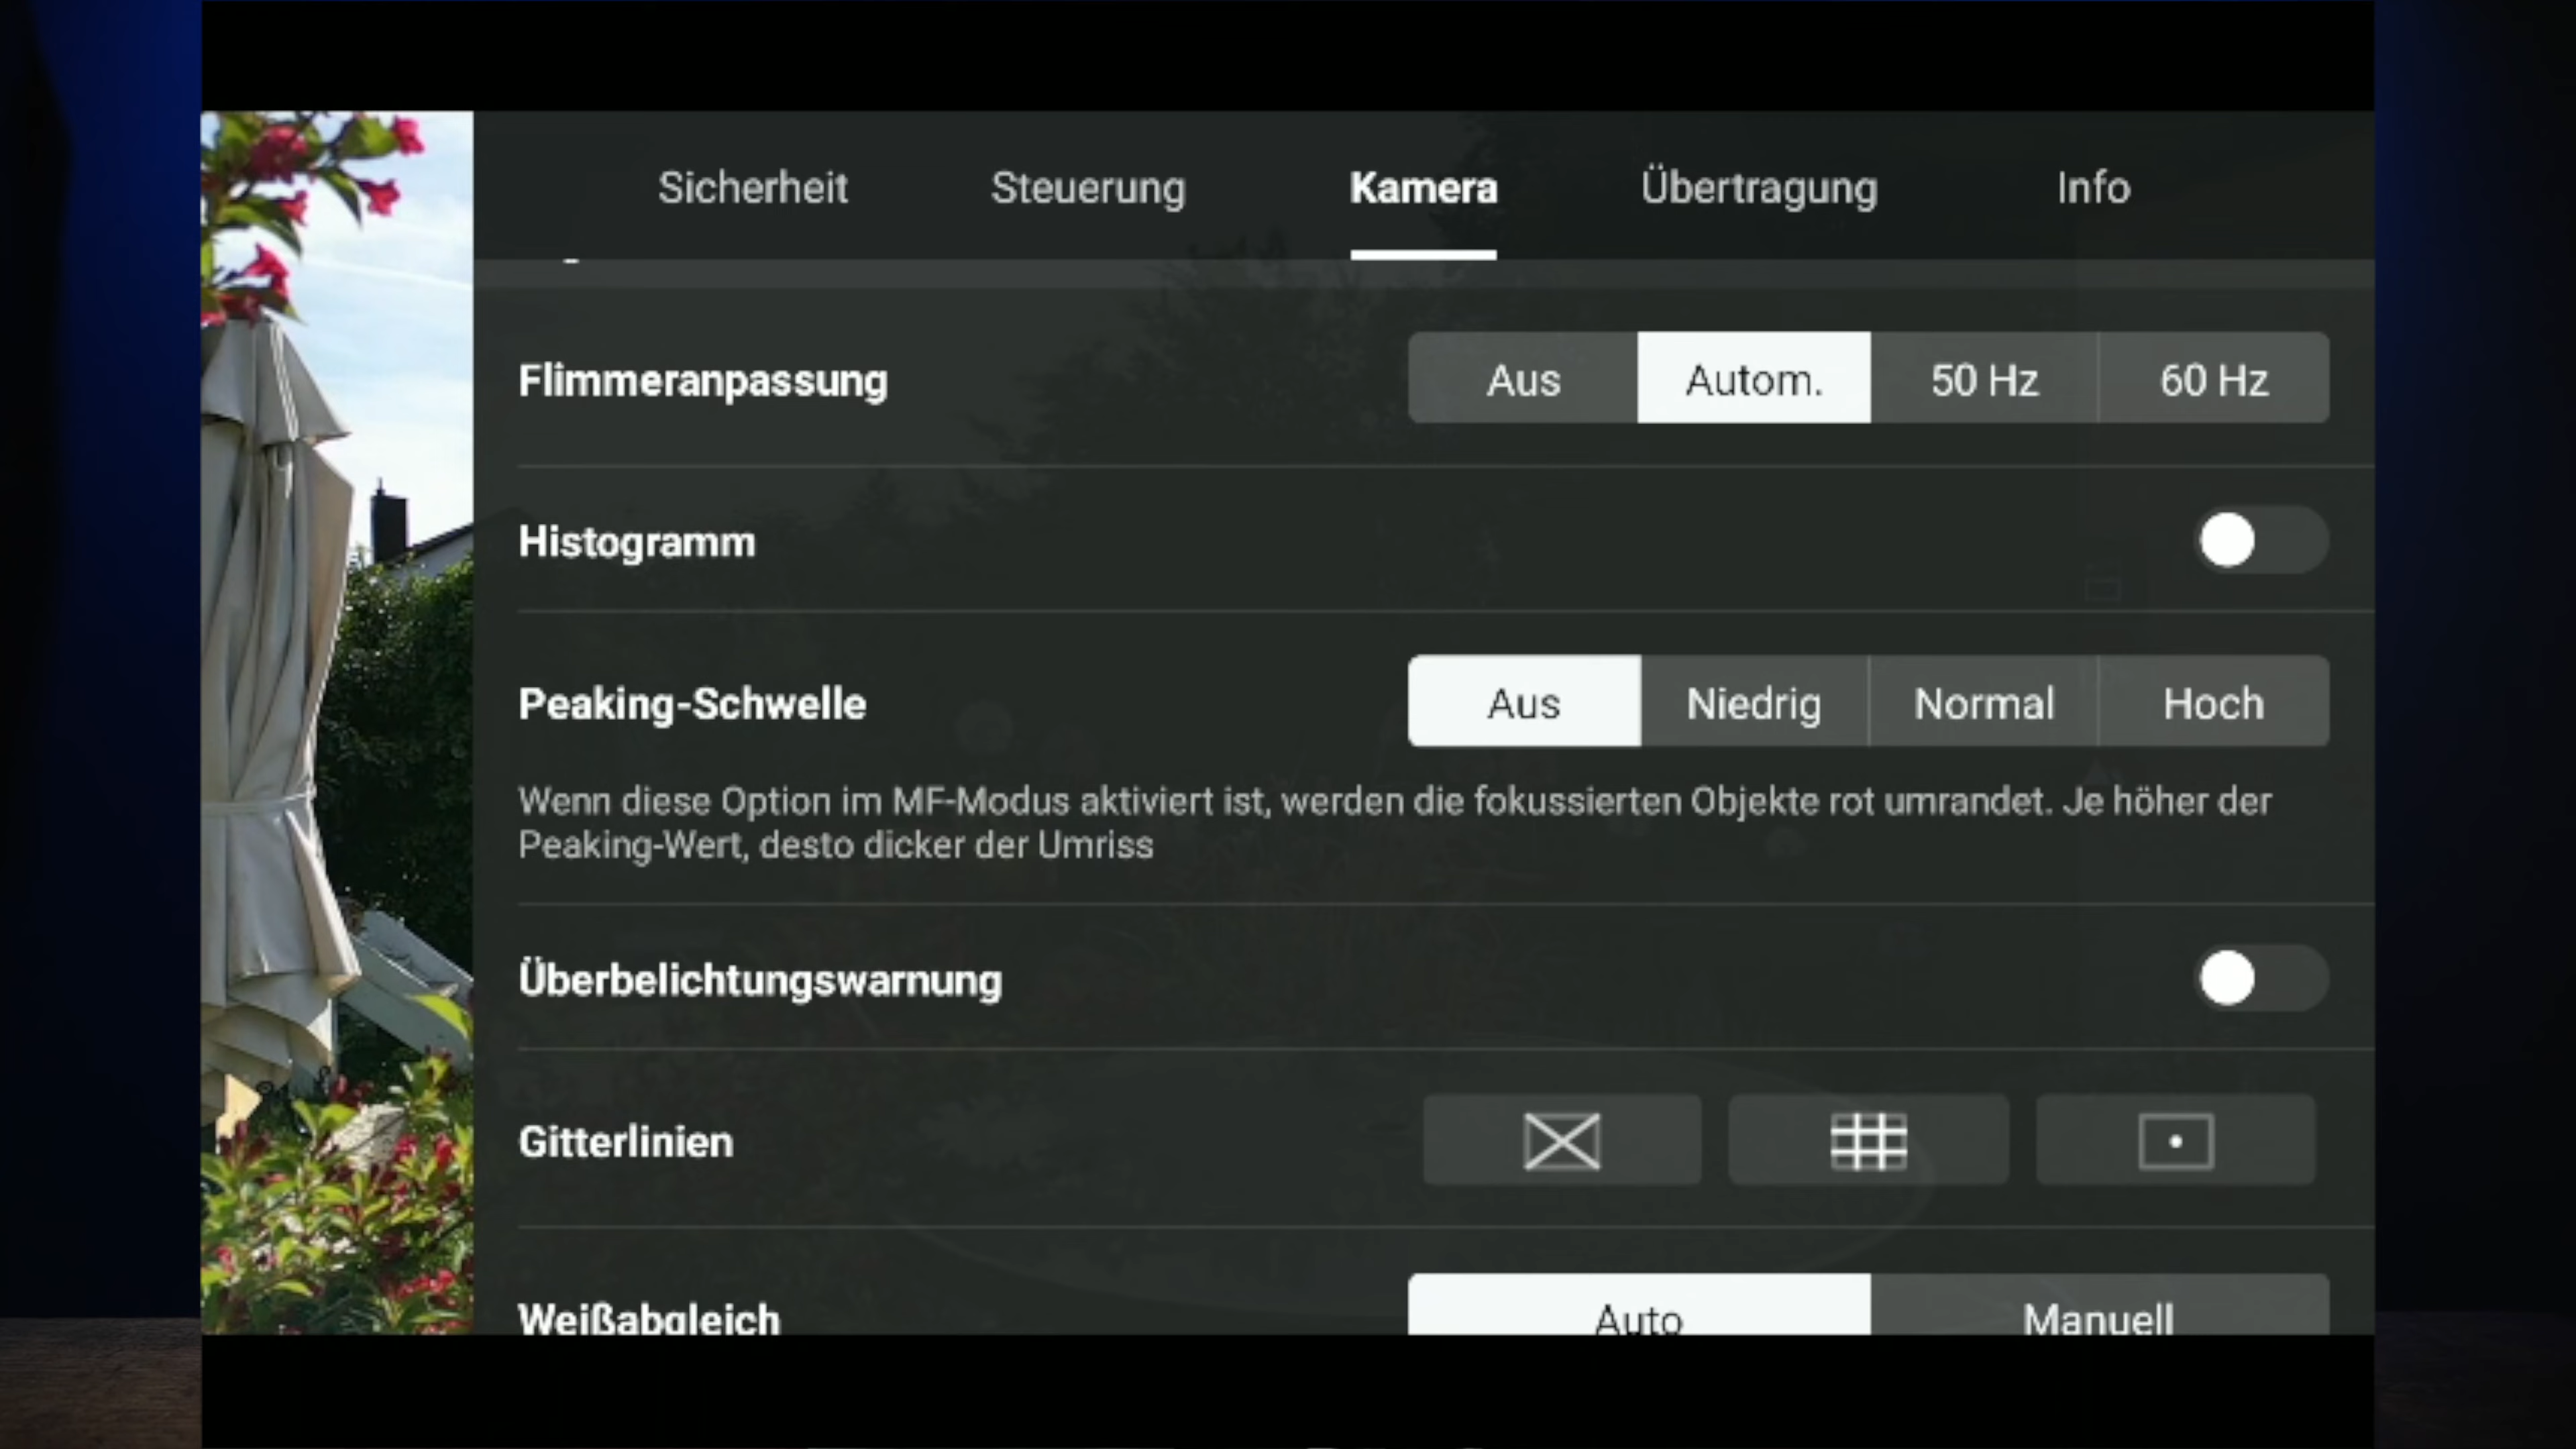 Sicherheit Steuerung Kamera Übertragung Info
Flimmeranpassung Aus Autom. 50 Hz 60 Hz
Histogramm
Peaking-Schwelle Aus Niedrig Normal Hoch
Wenn diese Option im MF-Modus aktiviert ist, werden die fokussierten Objekte rot umrandet. Je höher der
Peaking-Wert, desto dicker der Umriss
Überbelichtungswarnung
Gitterlinien
Weißabgleich Auto Manuell